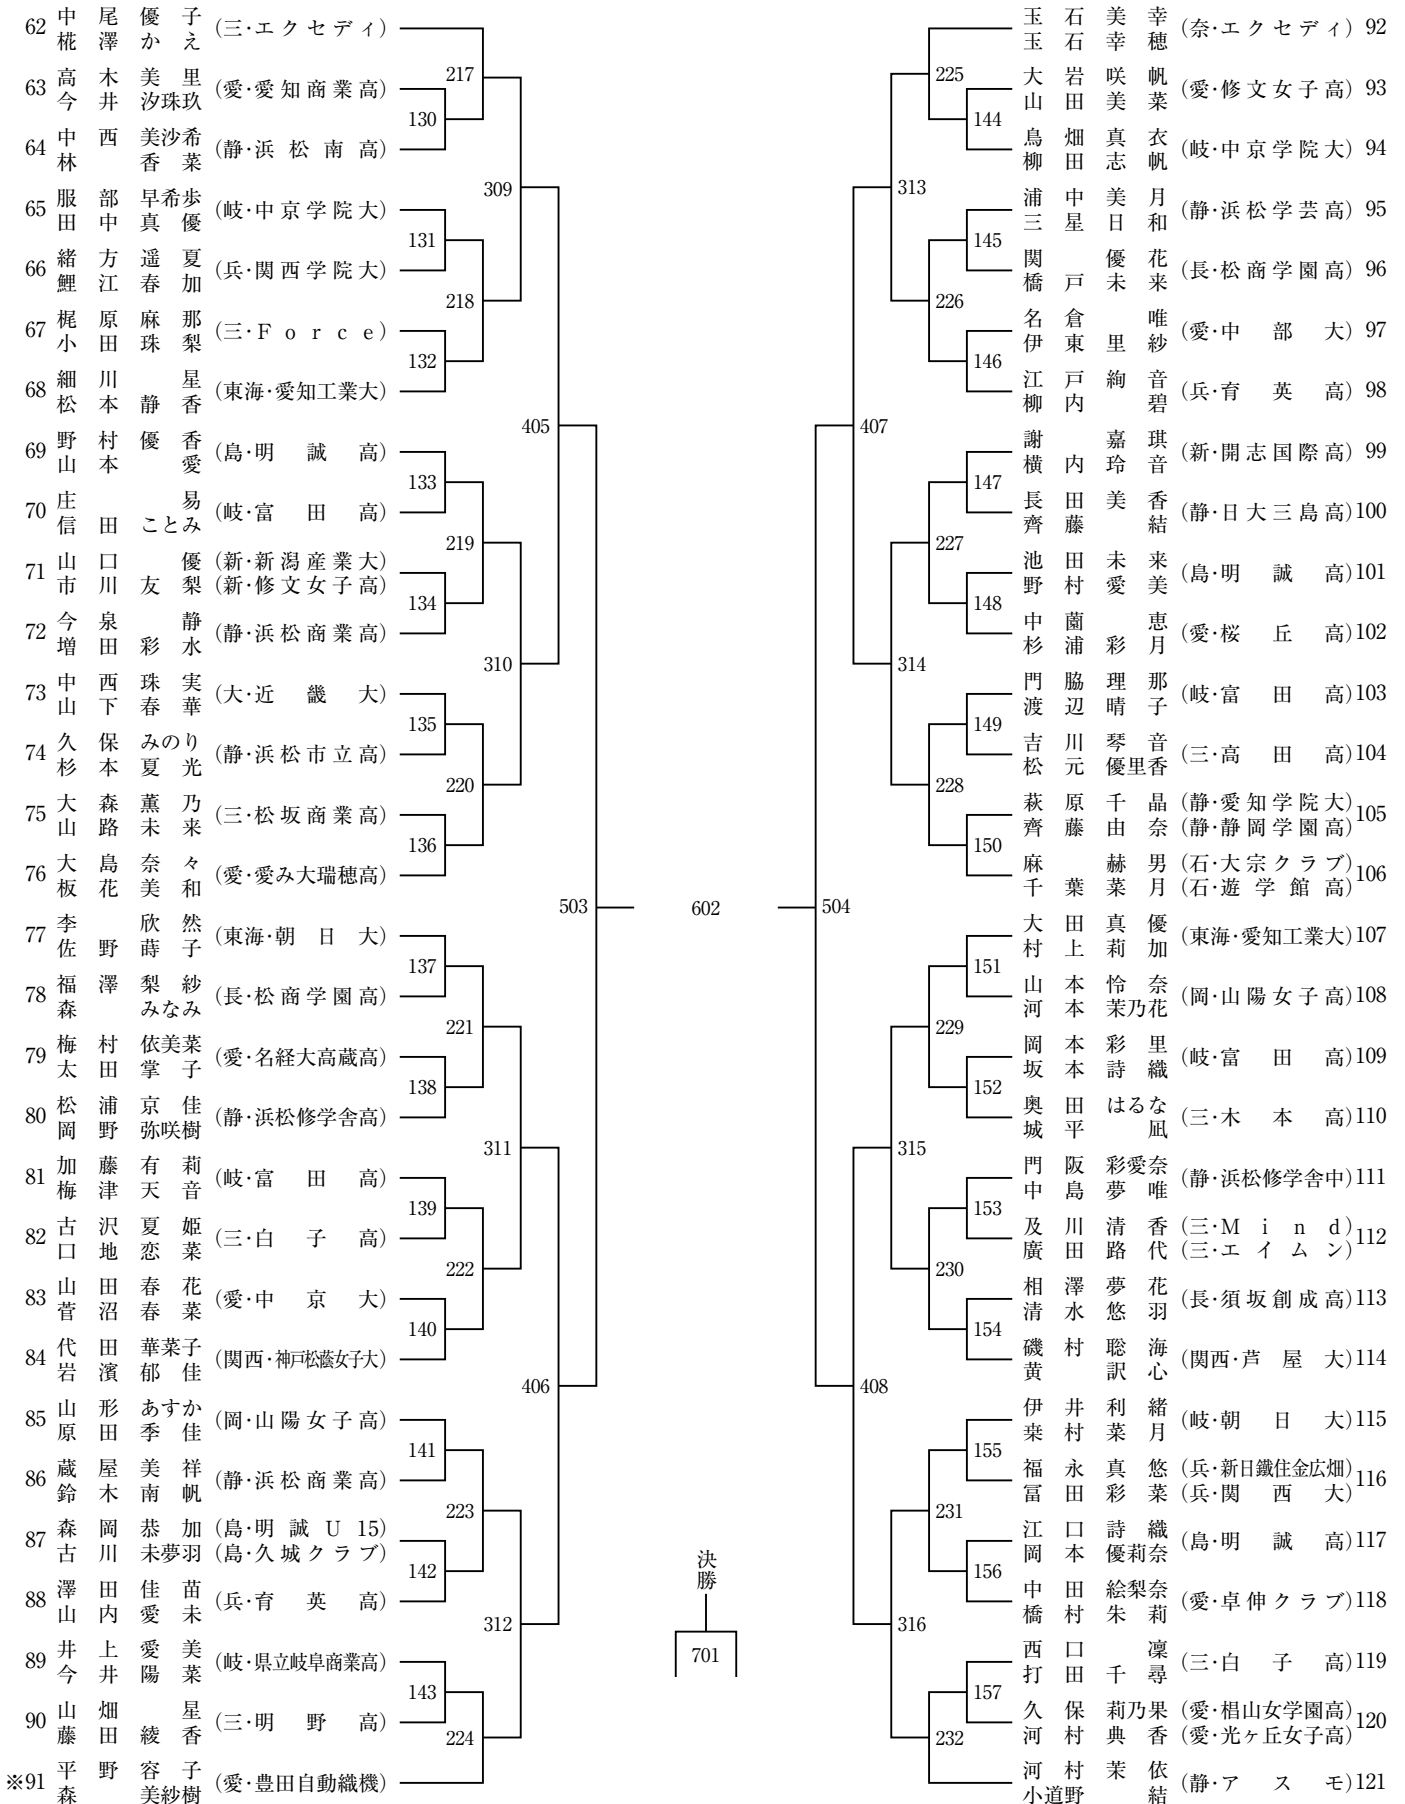 62 中尾優子 (三・エクセディ)
椛澤かえ
63 高木美里 (愛・愛知商業高)
今井汐珠玖
64 中西美沙希 (静・浜松南高)
林香菜
65 服部早希歩 (岐・中京学院大)
田中真優
66 緒方遥夏 (兵・関西学院大)
鯉江春加
67 梶原麻那 (三・Force)
小田珠梨
68 細川星 (東海・愛知工業大)
松本静香
69 野村優香 (島・明誠高)
山本愛
70 庄易 (岐・富田高)
信田ことみ
71 山口優 (新・新潟産業大)
市川友梨 (新・修文女子高)
72 今泉静 (静・浜松商業高)
増田彩水
73 中西珠実 (大・近畿大)
山下春華
74 久保みのり (静・浜松市立高)
杉本夏光
75 大森薫乃 (三・松坂商業高)
山路未来
76 大島奈々 (愛・愛み大瑞穂高)
板花美和
77 李欣然 (東海・朝日大)
佐野蒔子
78 福澤梨紗 (長・松商学園高)
森みなみ
79 梅村依美菜 (愛・名経大高蔵高)
太田掌子
80 松浦京佳 (静・浜松修学舎高)
岡野弥咲樹
81 加藤有莉 (岐・富田高)
梅津天音
82 古沢夏姫 (三・白子高)
口地恋菜
83 山田春花 (愛・中京大)
菅沼春菜
84 代田華菜子 (関西・神戸松蔭女子大)
岩濱郁佳
85 山形あすか (岡・山陽女子高)
原田季佳
86 蔵屋美祥 (静・浜松商業高)
鈴木南帆
87 森岡恭加 (島・明誠U15)
古川未夢羽 (島・久城クラブ)
88 澤田佳苗 (兵・育英高)
山内愛未
89 井上愛美 (岐・県立岐阜商業高)
今井陽菜
90 山畑星 (三・明野高)
藤田綾香
※91 平野容子 (愛・豊田自動織機)
森美紗樹
130
131
132
133
134
135
136
137
138
139
140
141
142
143
217
218
219
220
221
222
223
224
309
310
311
312
405
406
503
602
決勝
701
504
407
408
313
314
315
316
225
226
227
228
229
230
231
232
144
145
146
147
148
149
150
151
152
153
154
155
156
157
玉石美幸 (奈・エクセディ) 92
玉石幸穂
大岩咲帆 (愛・修文女子高) 93
山田美菜
鳥畑真衣 (岐・中京学院大) 94
柳田志帆
浦中美月 (静・浜松学芸高) 95
三星日和
関優花 (長・松商学園高) 96
橋戸未来
名倉唯 (愛・中部大) 97
伊東里紗
江戸絢音 (兵・育英高) 98
柳内碧
謝嘉琪 (新・開志国際高) 99
横内玲音
長田美香 (静・日大三島高) 100
齊藤結
池田未来 (島・明誠高) 101
野村愛美
中薗恵 (愛・桜丘高) 102
杉浦彩月
門脇理那 (岐・富田高) 103
渡辺晴子
吉川琴音 (三・高田高) 104
松元優里香
萩原千晶 (静・愛知学院大) 105
齊藤由奈 (静・静岡学園高)
麻赫男 (石・大宗クラブ) 106
千葉菜月 (石・遊学館高)
大田真優 (東海・愛知工業大) 107
村上莉加
山本怜奈 (岡・山陽女子高) 108
河本茉乃花
岡本彩里 (岐・富田高) 109
坂本詩織
奥田はるな (三・木本高) 110
城平凪
門阪彩愛奈 (静・浜松修学舎中) 111
中島夢唯
及川清香 (三・Mind) 112
廣田路代 (三・エイムン)
相澤夢花 (長・須坂創成高) 113
清水悠羽
磯村聡海 (関西・芦屋大) 114
黄訳心
伊井利緒 (岐・朝日大) 115
桒村菜月
福永真悠 (兵・新日鐵住金広畑) 116
冨田彩菜 (兵・関西大)
江口詩織 (島・明誠高) 117
岡本優莉奈
中田絵梨奈 (愛・卓伸クラブ) 118
橋村朱莉
西口凜 (三・白子高) 119
打田千尋
久保莉乃果 (愛・椙山女学園高) 120
河村典香 (愛・光ヶ丘女子高)
河村茉依 (静・アスモ) 121
小道野結